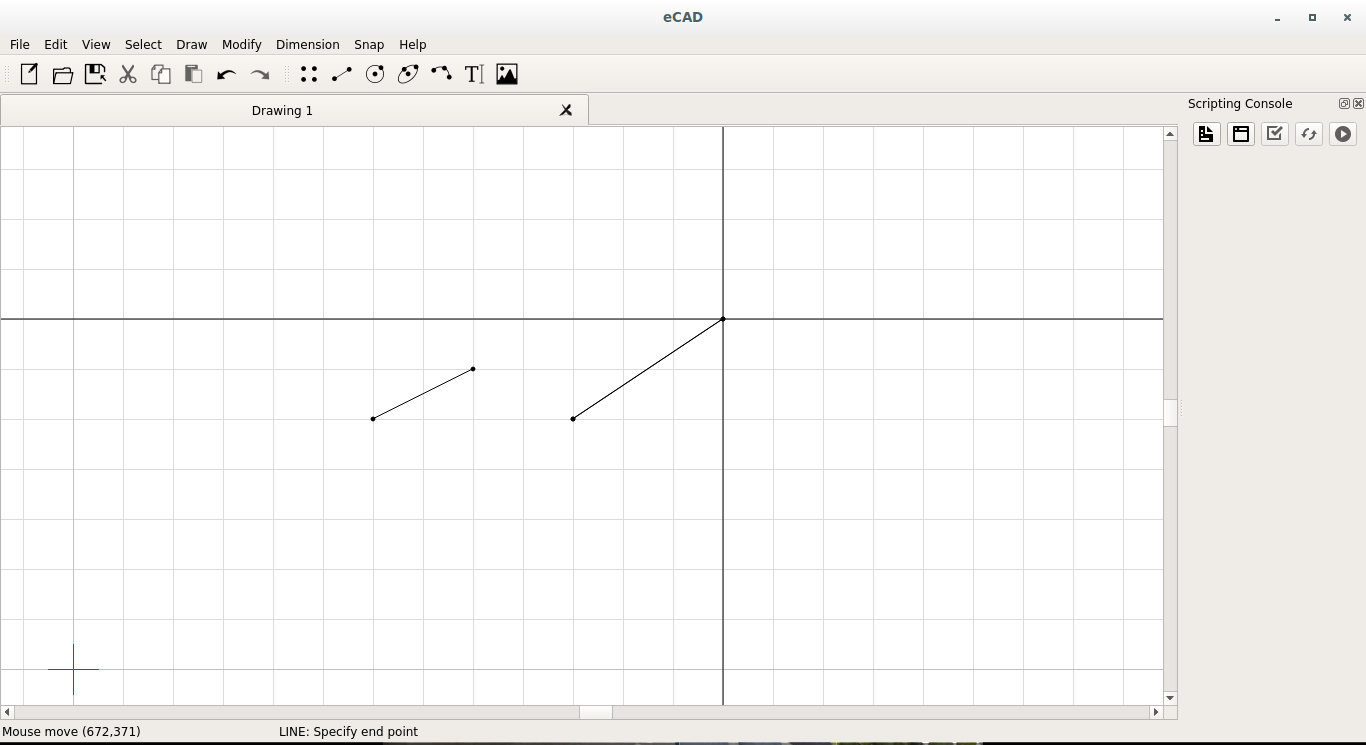 eCAD
File Edit View Select Draw Modify Dimension Snap Help
T
Drawing 1
Scripting Console
Mouse move (672,371)
LINE: Specify end point